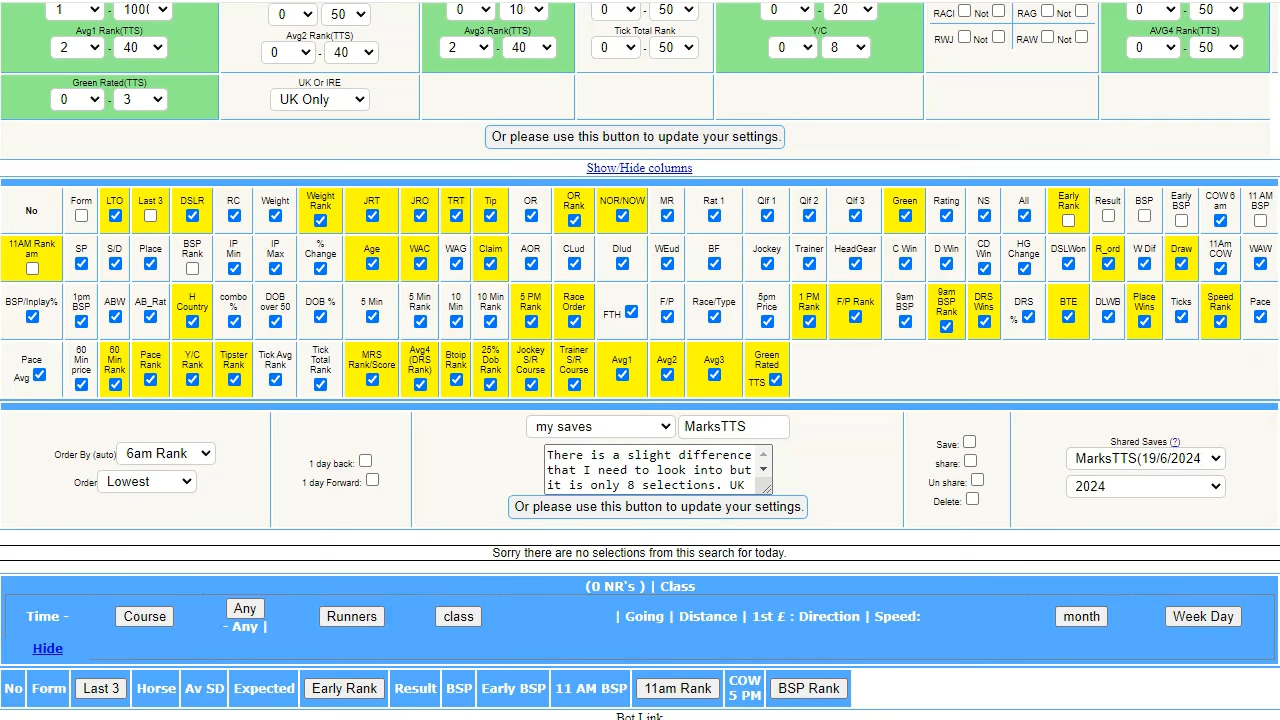 1 - 1000 0 - 50 0 - 10 0 - 50 0 - 20 RACI Not RAG Not 0 - 50
Avg1 Rank(TTS) Avg2 Rank(TTS) Avg3 Rank(TTS) Tick Total Rank Y/C RWJ Not RAW Not AVG4 Rank(TTS)
2 - 40 0 - 40 2 - 40 0 - 50 0 - 8 0 - 50
Green Rated(TTS) UK Or IRE
0 - 3 UK Only
Or please use this button to update your settings.
Show/Hide columns
No Form LTO Last 3 DSLR RC Weight Weight Rank JRT JRO TRT Tip OR OR Rank NOR/NOW MR Rat 1 Qlf 1 Qlf 2 Qlf 3 Green Rating NS All Early Rank Result BSP Early BSP COW 6 am 11 AM BSP
11AM Rank am SP S/D Place BSP Rank IP Min IP Max % Change Age WAC WAG Claim AOR CLud Dlud WEud BF Jockey Trainer HeadGear C Win D Win CD Win HG Change DSLWon R_ord W Dif Draw 11Am COW WAW
BSP/Inplay% 1pm BSP ABW AB_Rat H Country combo % DOB over 60 DOB % 5 Min 5 Min Rank 10 Min 10 Min Rank 5 PM Rank Race Order FTH F/P Race/Type 5pm Price 1 PM Rank F/P Rank 9am BSP 9am BSP Rank DRS Wins DRS % BTE DLWB Place Wins Ticks Speed Rank Pace
Pace Avg 60 Min price 60 Min Rank Pace Rank Y/C Rank Tipster Rank Tick Avg Rank Tick Total Rank MRS Rank/Score Avg4 (DRS Rank) Btoip Rank 25% Dob Rank Jockey S/R Course Trainer S/R Course Avg1 Avg2 Avg3 Green Rated TTS
Order By (auto) 6am Rank
Order Lowest
1 day back:
1 day Forward:
my saves MarksTTS
There is a slight difference
that I need to look into but
it is only 8 selections. UK
Or please use this button to update your settings.
Save:
share:
Un share:
Delete:
Shared Saves (?)
MarksTTS(19/6/2024
2024
Sorry there are no selections from this search for today.
(0 NR's ) | Class
Time - Course Any - Any | Runners class | Going | Distance | 1st £ : Direction | Speed: month Week Day
Hide
No Form Last 3 Horse Av SD Expected Early Rank Result BSP Early BSP 11 AM BSP 11am Rank COW 5 PM BSP Rank
Bot Link